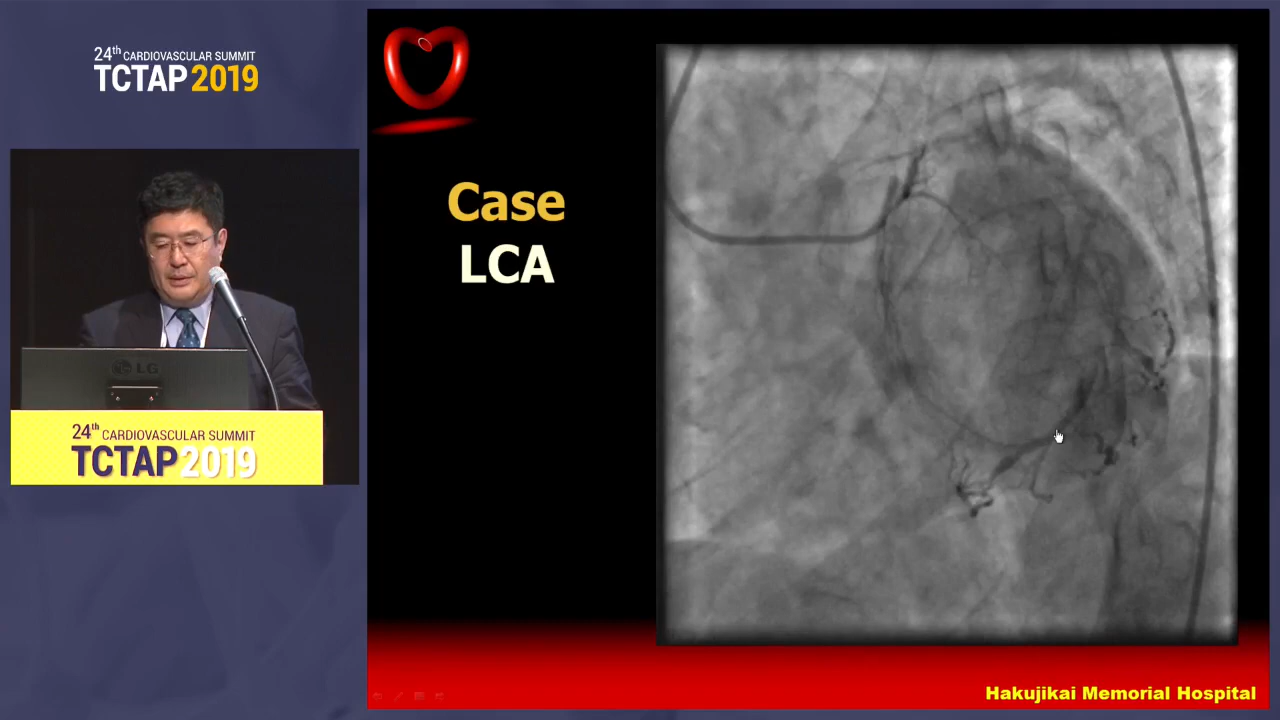 24th CARDIOVASCULAR SUMMIT
TCTAP 2019
LG
24th CARDIOVASCULAR SUMMIT
TCTAP 2019
Case
LCA
Hakujikai Memorial Hospital